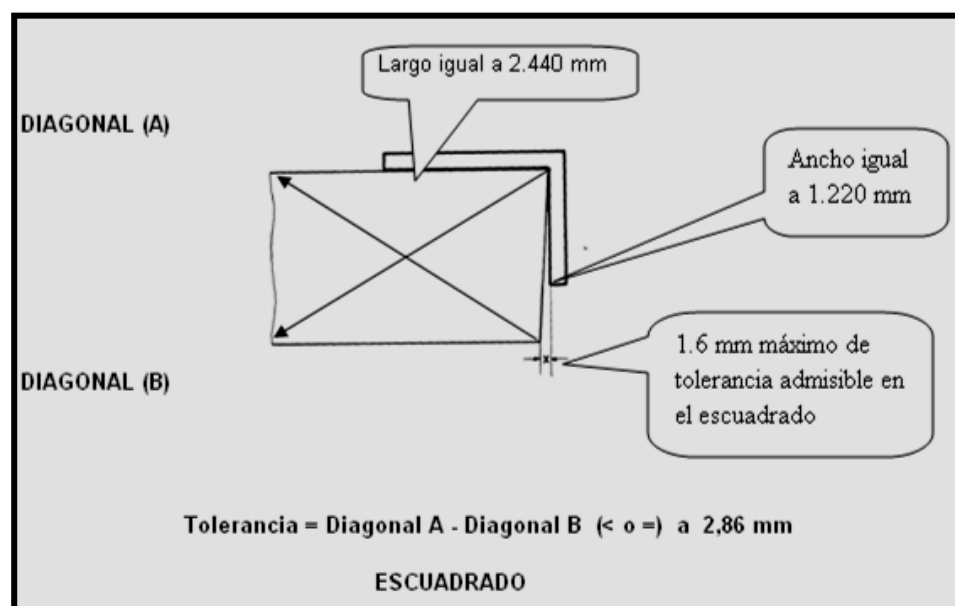 Largo igual a 2.440 mm
DIAGONAL (A)
Ancho igual
a 1.220 mm
x
1.6 mm máximo de
tolerancia admisible en
el escuadrado
DIAGONAL (B)
Tolerancia = Diagonal A - Diagonal B (< o =) a 2,86 mm
ESCUADRADO